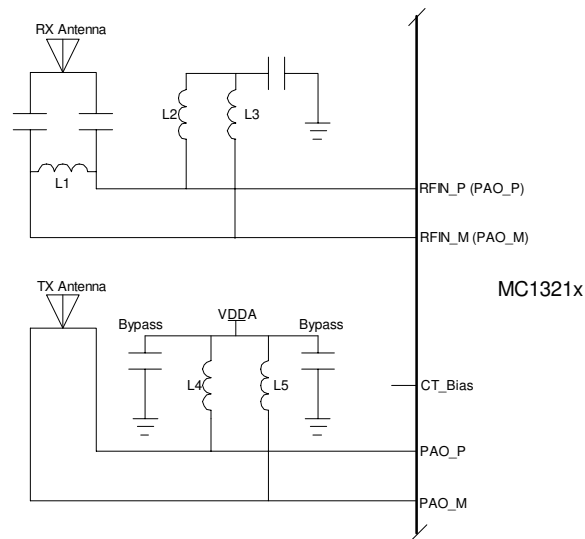 RX Antenna
L2
L3
L1
RFIN_P (PAO_P)
RFIN_M (PAO_M)
MC1321x
TX Antenna
Bypass
VDDA
Bypass
L4
L5
CT_Bias
PAO_P
PAO_M